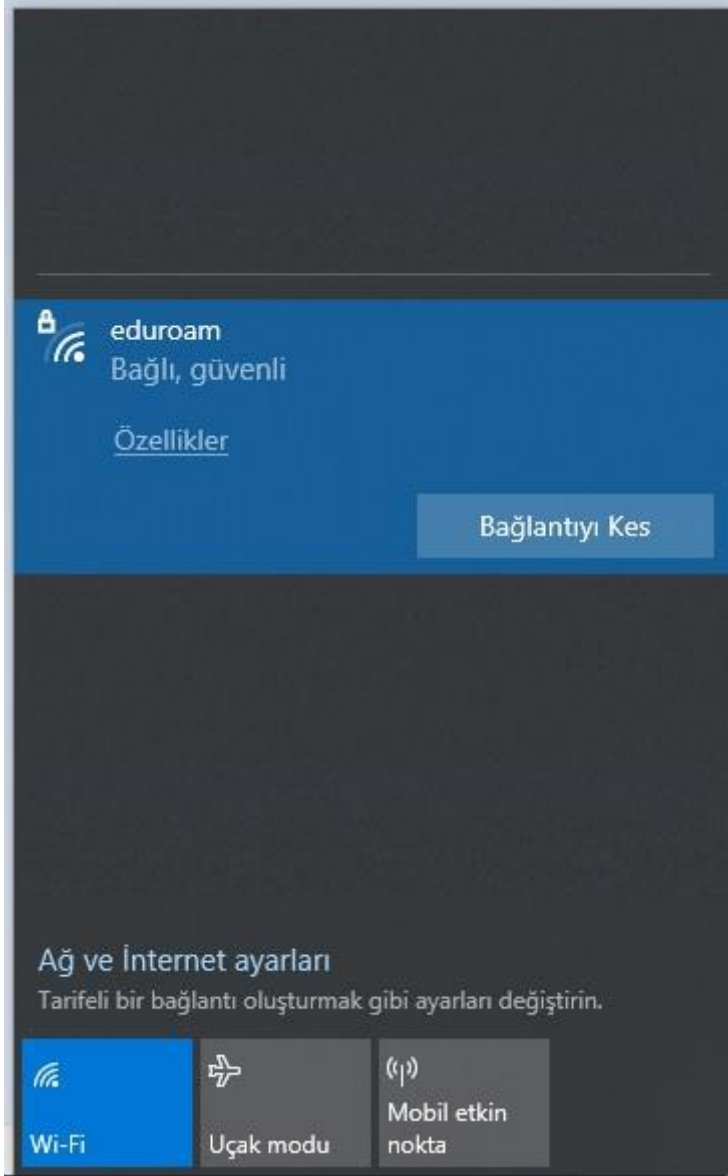 eduroam
Bağlı, güvenli
Özellikler
Bağlantıyı Kes
Ağ ve İnternet ayarları
Tarifeli bir bağlantı oluşturmak gibi ayarları değiştirin.
Wi-Fi
Uçak modu
Mobil etkin
nokta